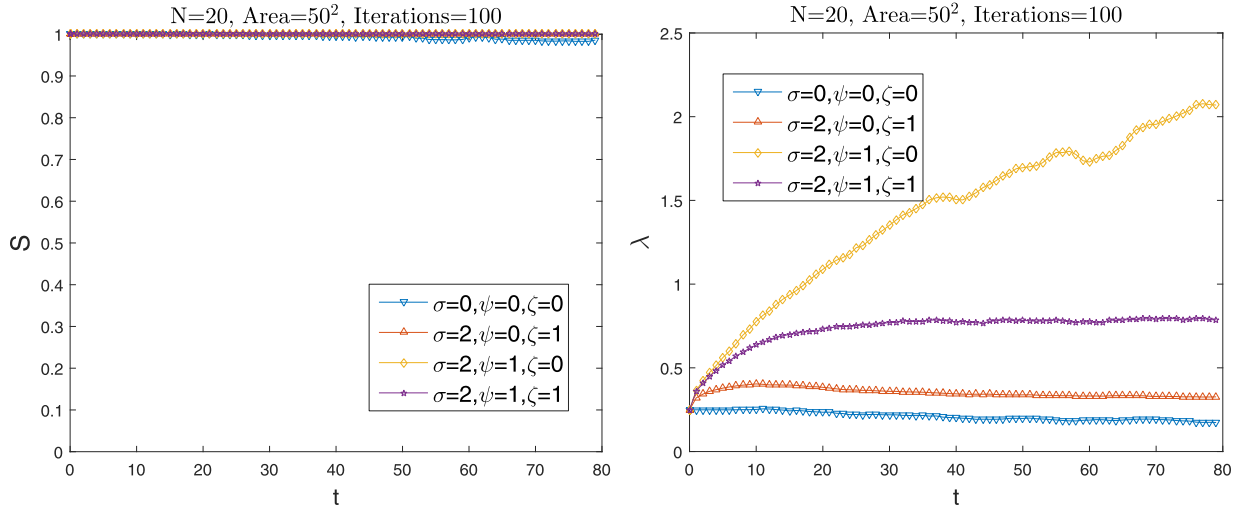 N=20, Area=50², Iterations=100
1
0.9
0.8
0.7
0.6
0.5
0.4
0.3
0.2
0.1
0
S
σ=0,ψ=0,ζ=0
σ=2,ψ=0,ζ=1
σ=2,ψ=1,ζ=0
σ=2,ψ=1,ζ=1
0 10 20 30 40 50 60 70 80
t
N=20, Area=50², Iterations=100
2.5
2
1.5
1
0.5
0
λ
σ=0,ψ=0,ζ=0
σ=2,ψ=0,ζ=1
σ=2,ψ=1,ζ=0
σ=2,ψ=1,ζ=1
0 10 20 30 40 50 60 70 80
t